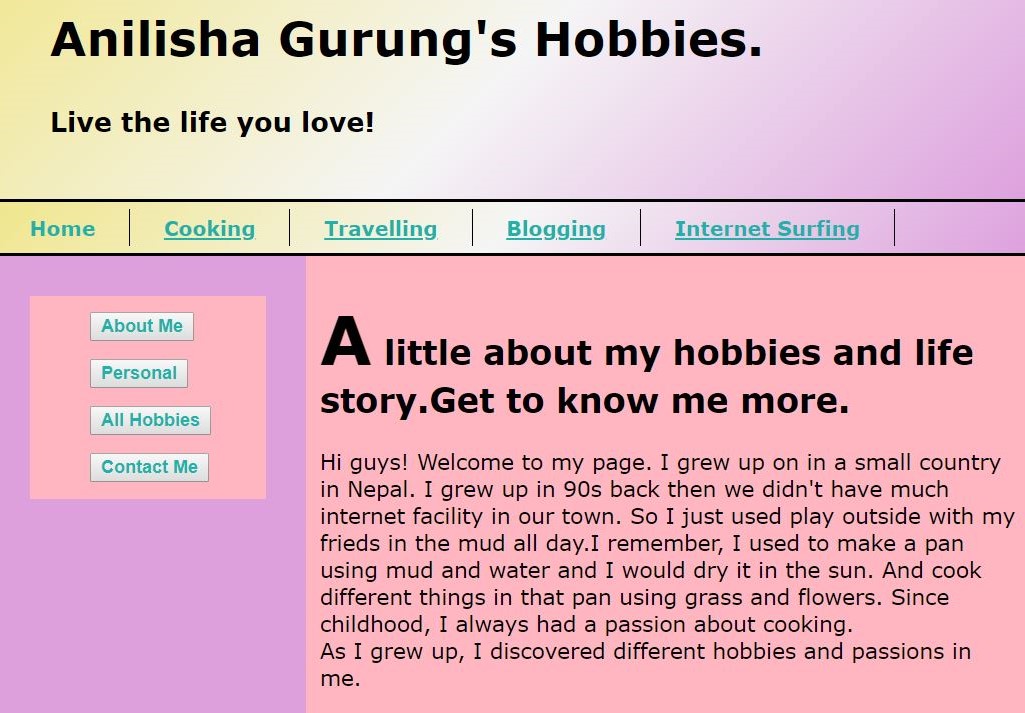 Anilisha Gurung's Hobbies.
Live the life you love!
Home Cooking Travelling Blogging Internet Surfing
About Me
Personal
All Hobbies
Contact Me
A little about my hobbies and life
story.Get to know me more.
Hi guys! Welcome to my page. I grew up on in a small country
in Nepal. I grew up in 90s back then we didn't have much
internet facility in our town. So I just used play outside with my
frieds in the mud all day.I remember, I used to make a pan
using mud and water and I would dry it in the sun. And cook
different things in that pan using grass and flowers. Since
childhood, I always had a passion about cooking.
As I grew up, I discovered different hobbies and passions in
me.